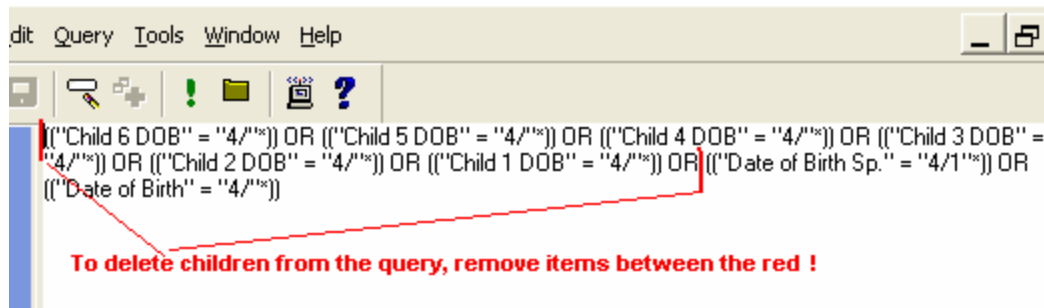 dit Query Tools Window Help
(("Child 6 DOB" = "4/"*)) OR (("Child 5 DOB" = "4/"*)) OR (("Child 4 DOB" = "4/"*)) OR (("Child 3 DOB" =
"4/"*)) OR (("Child 2 DOB" = "4/"*)) OR (("Child 1 DOB" = "4/"*)) OR (("Date of Birth Sp." = "4/1"*)) OR
(("Date of Birth" = "4/"*))
To delete children from the query, remove items between the red !